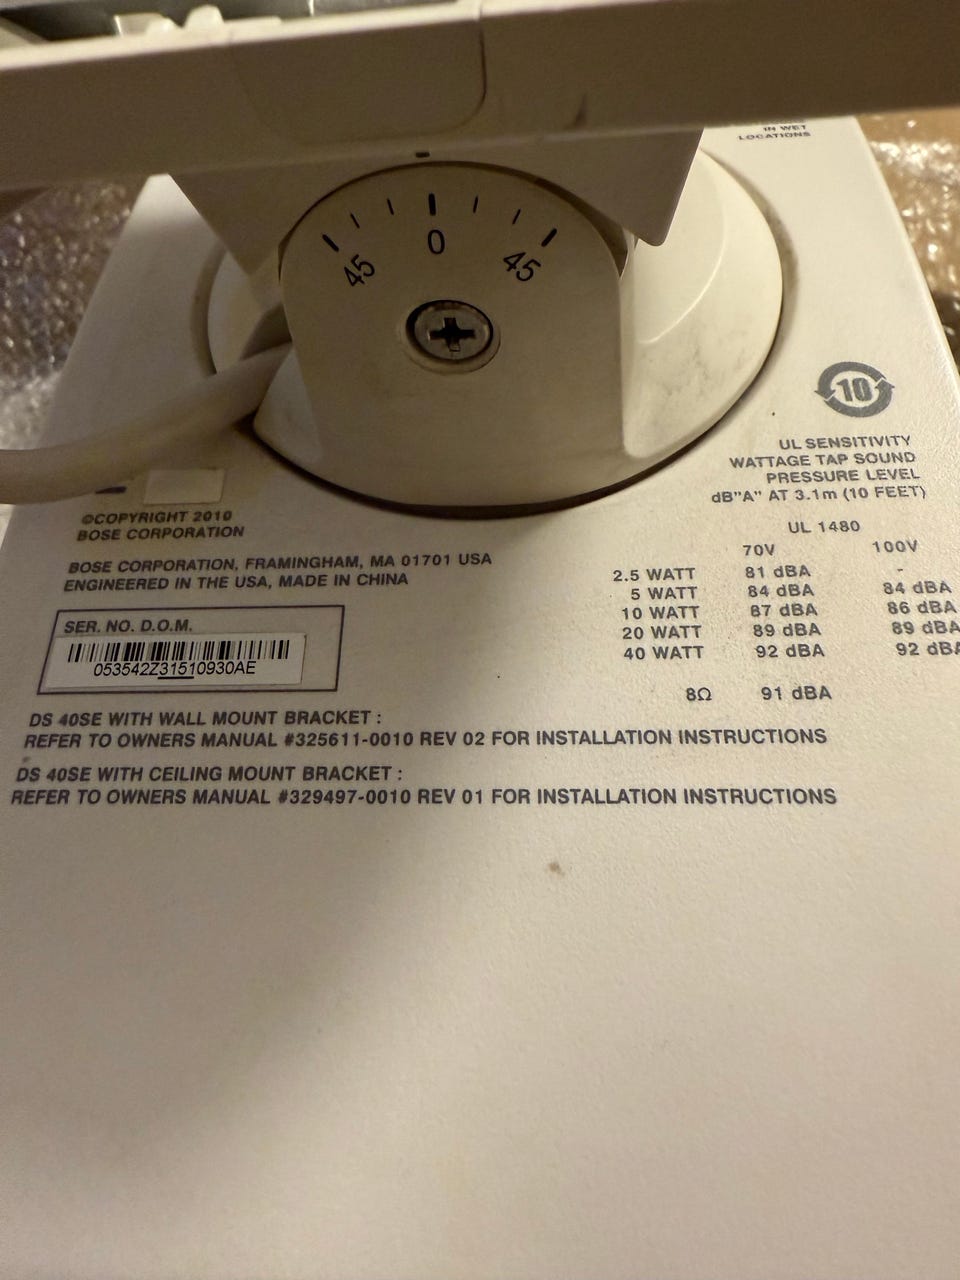 IN WET
LOCATIONS
45
0
45
10
UL SENSITIVITY
WATTAGE TAP SOUND
PRESSURE LEVEL
dB"A" AT 3.1m (10 FEET)
UL 1480
70V 100V
2.5 WATT 81 dBA -
5 WATT 84 dBA 84 dBA
10 WATT 87 dBA 86 dBA
20 WATT 89 dBA 89 dBA
40 WATT 92 dBA 92 dBA
8Ω 91 dBA
©COPYRIGHT 2010
BOSE CORPORATION
BOSE CORPORATION, FRAMINGHAM, MA 01701 USA
ENGINEERED IN THE USA, MADE IN CHINA
SER. NO. D.O.M.
053542Z31510930AE
DS 40SE WITH WALL MOUNT BRACKET :
REFER TO OWNERS MANUAL #325611-0010 REV 02 FOR INSTALLATION INSTRUCTIONS
DS 40SE WITH CEILING MOUNT BRACKET :
REFER TO OWNERS MANUAL #329497-0010 REV 01 FOR INSTALLATION INSTRUCTIONS